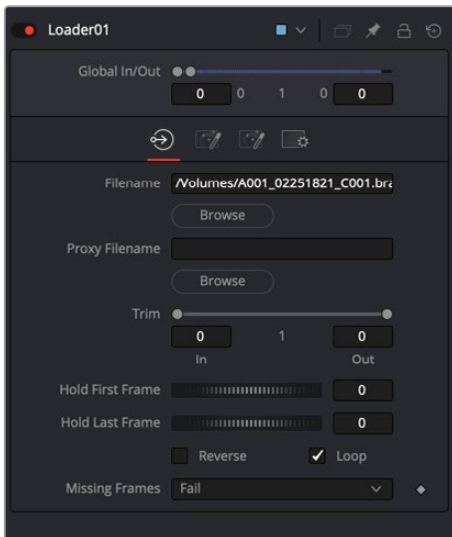 Loader01
Global In/Out
0 0 1 0 0
Filename /Volumes/A001_02251821_C001.bra
Browse
Proxy Filename
Browse
Trim
0 1 0
In Out
Hold First Frame 0
Hold Last Frame 0
Reverse Loop
Missing Frames Fail